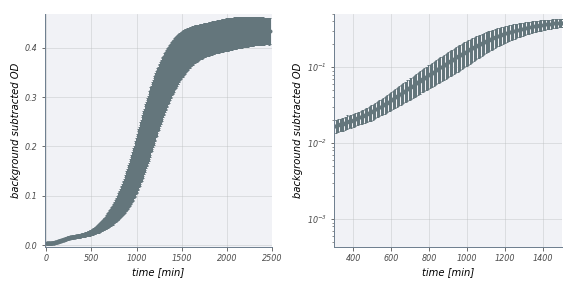 background subtracted OD
0.4
0.3
0.2
0.1
0.0
0 500 1000 1500 2000 2500
time [min]
background subtracted OD
10⁻¹
10⁻²
10⁻³
400 600 800 1000 1200 1400
time [min]